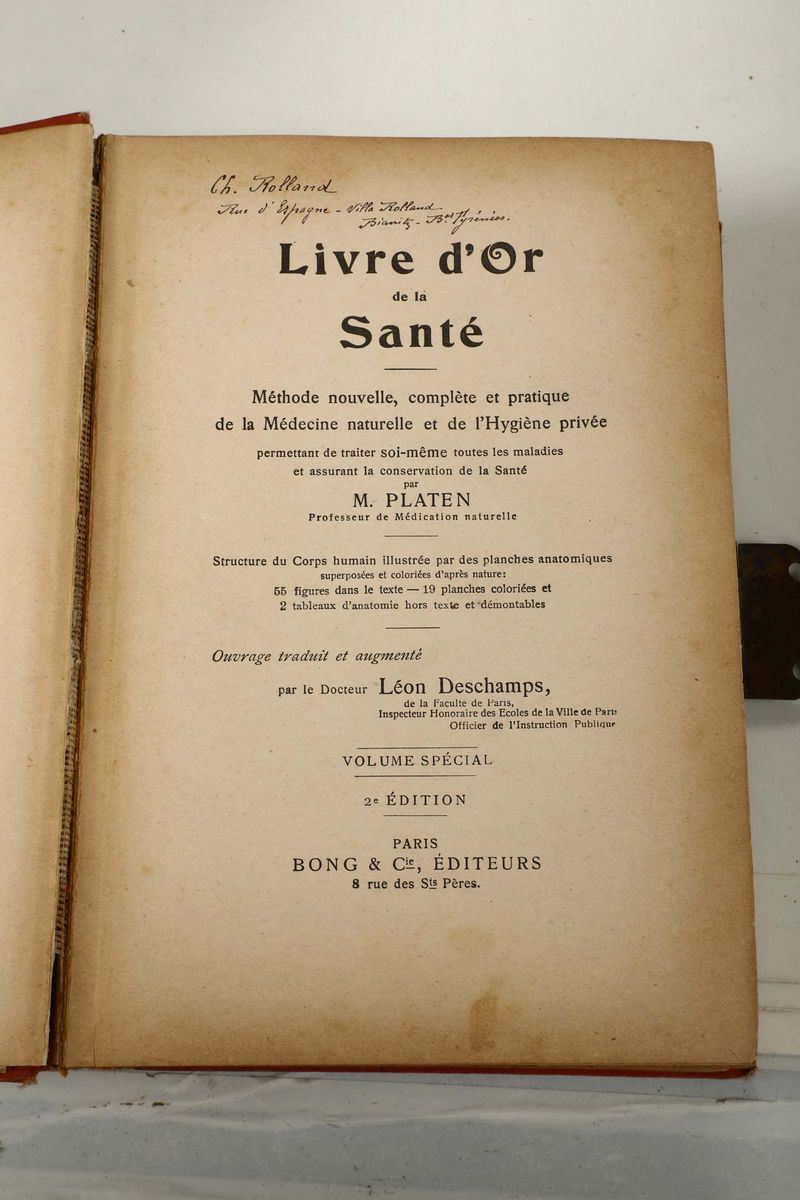 Ch. Rolland
Rue d'Espagne - Villa Rolland
Biarritz - Bses Pyrénées.
Livre d'Or
de la
Santé
Méthode nouvelle, complète et pratique
de la Médecine naturelle et de l'Hygiène privée
permettant de traiter soi-même toutes les maladies
et assurant la conservation de la Santé
par
M. PLATEN
Professeur de Médication naturelle
Structure du Corps humain illustrée par des planches anatomiques
superposées et coloriées d'après nature:
55 figures dans le texte — 19 planches coloriées et
2 tableaux d'anatomie hors texte et démontables
Ouvrage traduit et augmenté
par le Docteur Léon Deschamps,
de la Faculté de Paris,
Inspecteur Honoraire des Ecoles de la Ville de Paris
Officier de l'Instruction Publique
VOLUME SPÉCIAL
2e ÉDITION
PARIS
BONG & Cie, ÉDITEURS
8 rue des Sts Pères.